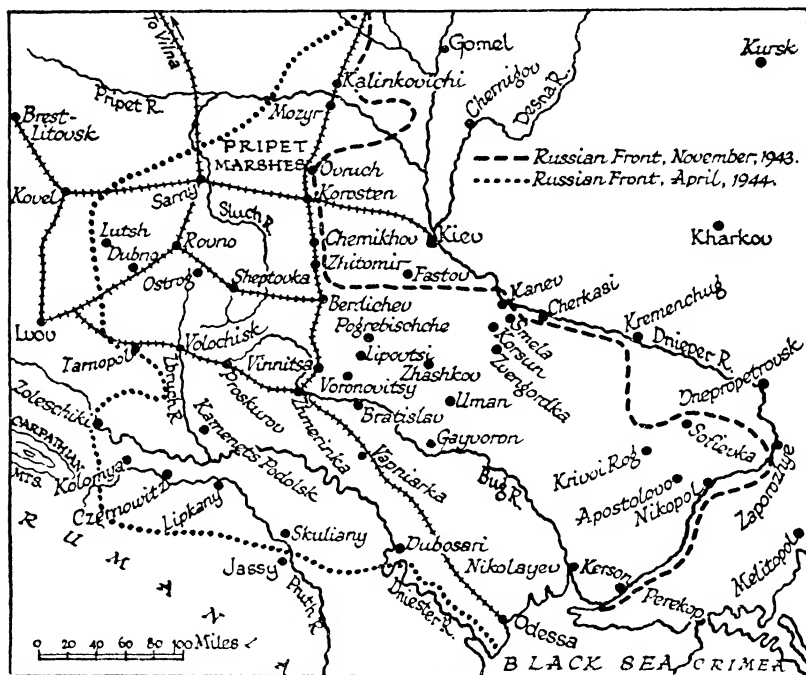 To Vilna
Gomel
Kursk
Kalinkovichi
Chernigov
Desna R.
Pripet R.
Mozyr
Brest-
Litovsk
PRIPET
MARSHES
Ovruch
Russian Front, November, 1943.
Russian Front, April, 1944.
Kovel
Sarny
Korosten
Sluch R.
Lutsh
Rovno
Chernikhov
Kiev
Kharkov
Dubno
Zhitomir
Fastov
Ostrog
Sheptovka
Kanev
Berdichev
Cherkasi
Kremenchug
Lvov
Pogrebischche
Smela
Dnieper R.
Volochisk
Korsun
Tarnopol
Vinnitsa
Lipovtsi
Zvengordka
Zhashkov
Dnepropetrovsk
Voronovitsy
Zbruch R.
Proskurov
Zoleschiki
Zhmerinka
Bratislav
Uman
Sofievka
CARPATHIAN
MTS.
Kamenets Podolsk
Gayvoron
Kolomya
Vapniarka
Krivoi Rog
Zaporozhye
Czernowitz
Bug R.
Apostolovo
Nikopol
Lipkany
RUMANIA
Skuliany
Dubosari
Melitopol
Jassy
Nikolayev
Kerson
Pruth R.
Dniester R.
Perekop
Odessa
0 20 40 60 80 100 Miles
BLACK SEA
CRIMEA